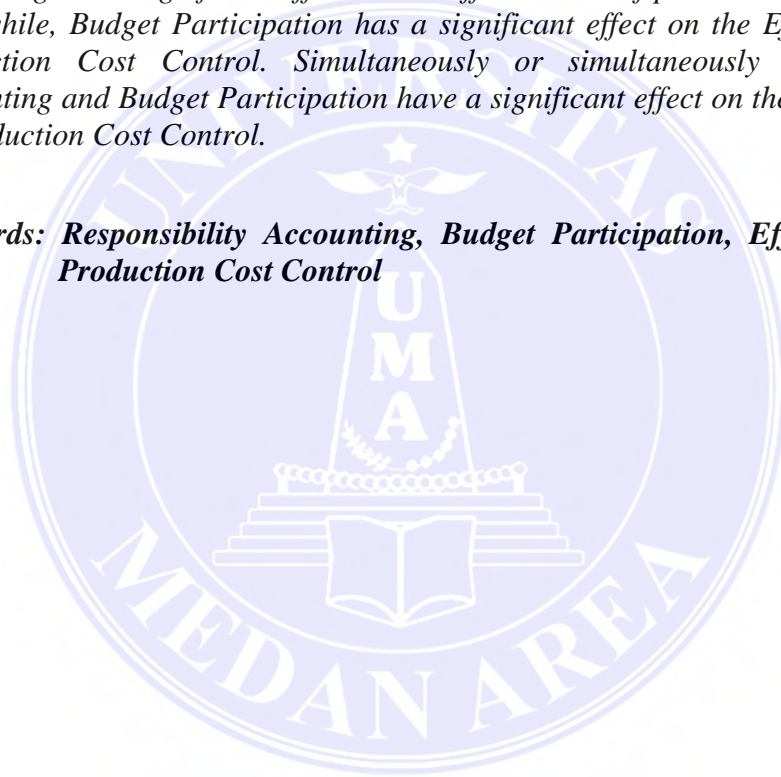 hile, Budget Participation has a significant effect on the Ef
ction Cost Control. Simultaneously or simultaneously
nting and Budget Participation have a significant effect on the
duction Cost Control.
rds: Responsibility Accounting, Budget Participation, Eff
Production Cost Control
UNIVERSITAS
UMA
MEDAN AREA